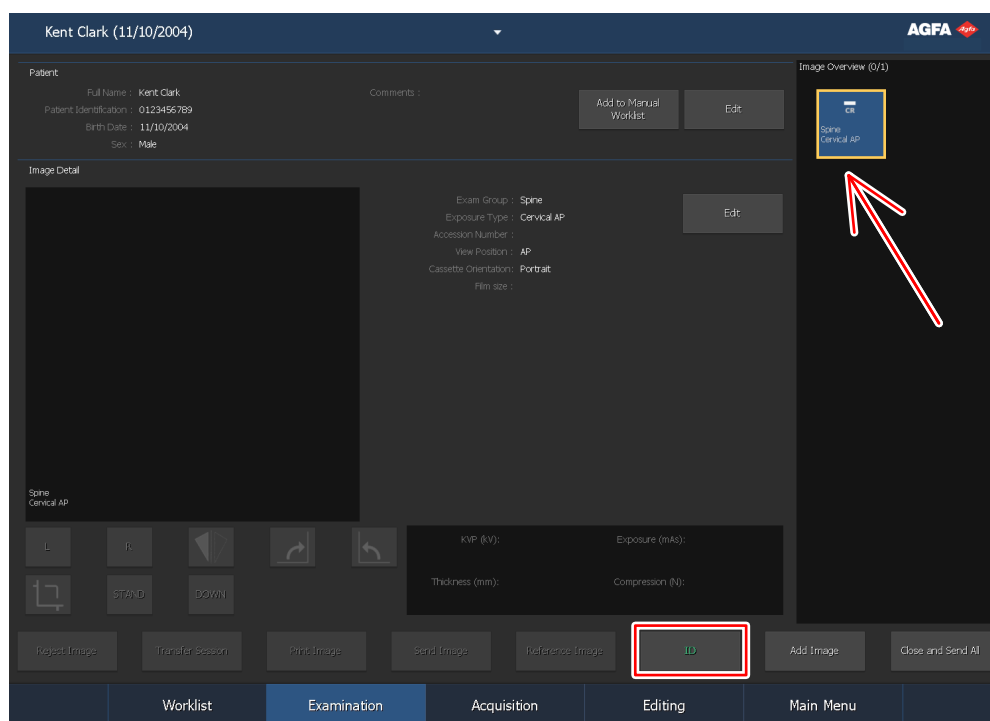 Kent Clark (11/10/2004)
AGFA Agfa
Patient
Full Name : Kent Clark
Patient Identification : 0123456789
Birth Date : 11/10/2004
Sex : Male
Comments :
Add to Manual
Worklist
Edit
Image Overview (0/1)
CR
Spine
Cervical AP
Image Detail
Exam Group : Spine
Exposure Type : Cervical AP
Accession Number :
View Position : AP
Cassette Orientation: Portrait
Film size :
Edit
Spine
Cervical AP
L
R
STAND
DOWN
KVP (kV):
Exposure (mAs):
Thickness (mm):
Compression (N):
Reject Image
Transfer Session
Print Image
Send Image
Reference Image
ID
Add Image
Close and Send All
Worklist
Examination
Acquisition
Editing
Main Menu